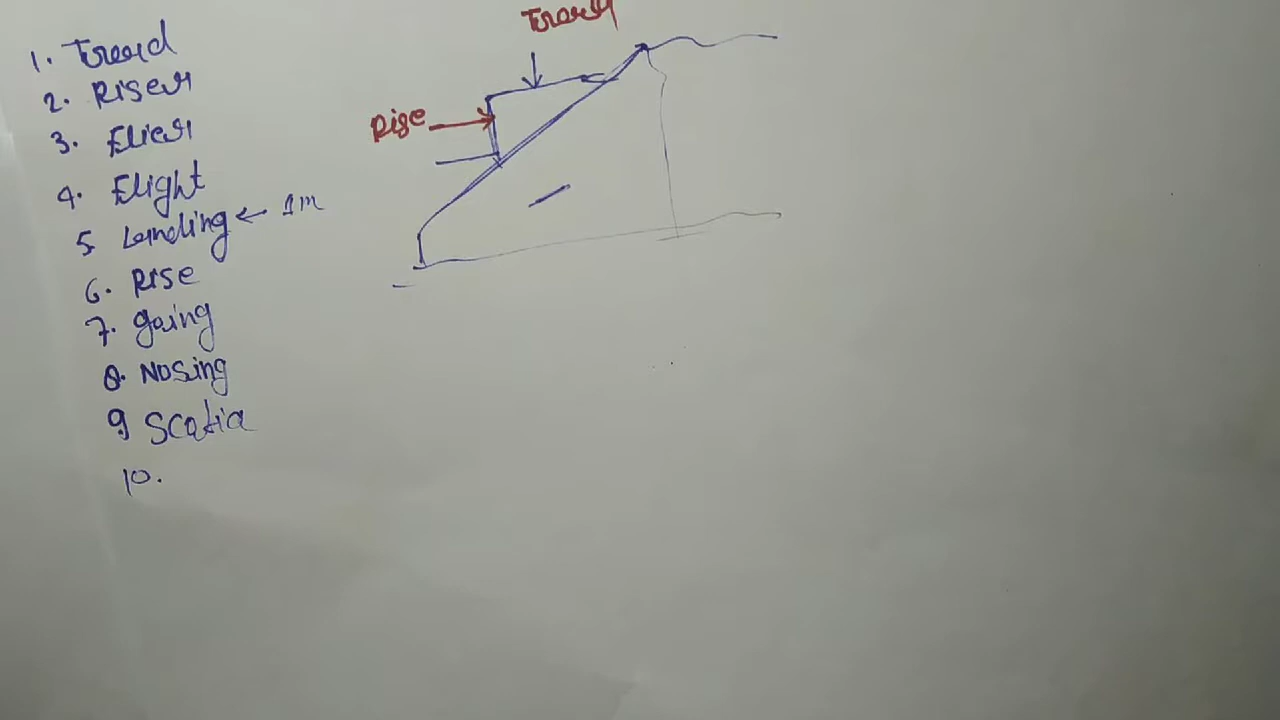 1. Tread
2. Riser
3. Flier
4. Flight
5 Landing ← 1m
6. Rise
7. going
8. Nosing
9 Scotia
10.
Rise